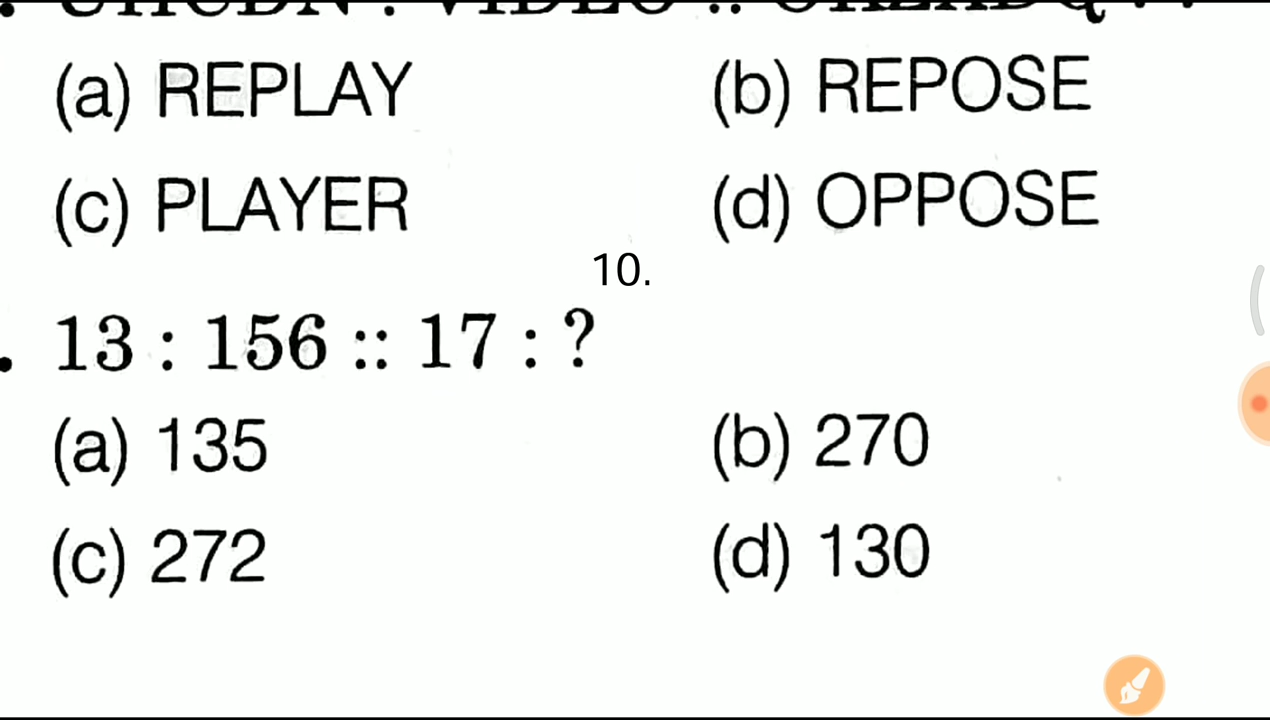 (a) REPLAY (b) REPOSE
(c) PLAYER (d) OPPOSE
10.
. 13 : 156 :: 17 : ?
(a) 135 (b) 270
(c) 272 (d) 130